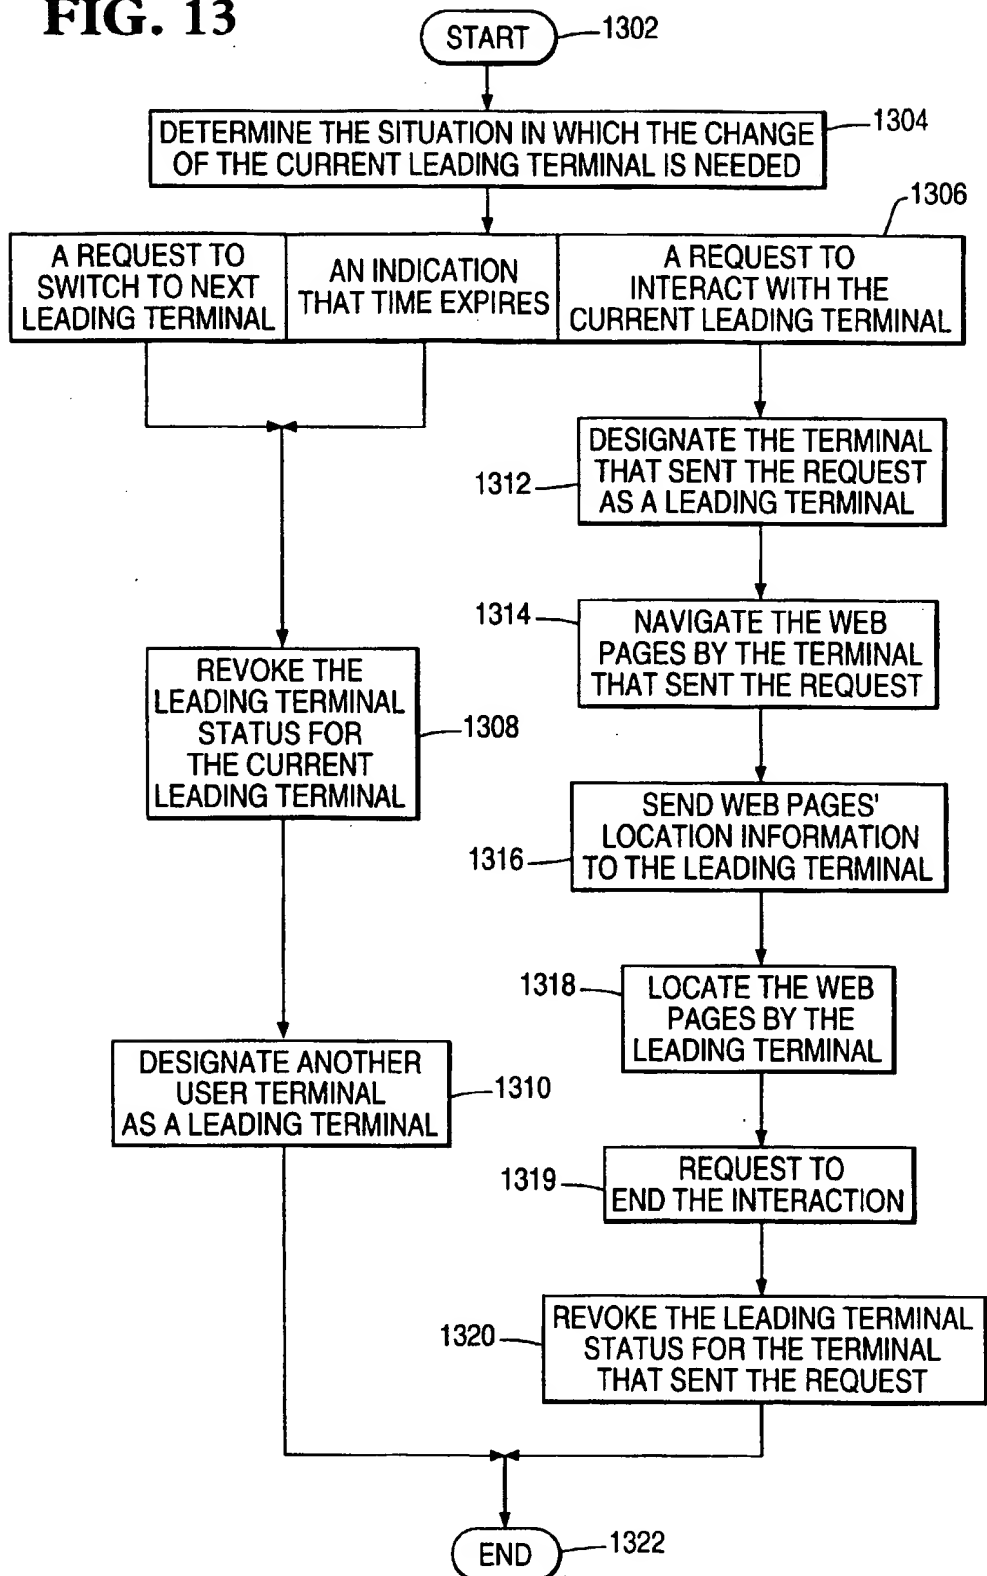 FIG. 13
START
1302
DETERMINE THE SITUATION IN WHICH THE CHANGE
OF THE CURRENT LEADING TERMINAL IS NEEDED
1304
1306
A REQUEST TO
SWITCH TO NEXT
LEADING TERMINAL
AN INDICATION
THAT TIME EXPIRES
A REQUEST TO
INTERACT WITH THE
CURRENT LEADING TERMINAL
DESIGNATE THE TERMINAL
THAT SENT THE REQUEST
AS A LEADING TERMINAL
1312
NAVIGATE THE WEB
PAGES BY THE TERMINAL
THAT SENT THE REQUEST
1314
REVOKE THE
LEADING TERMINAL
STATUS FOR
THE CURRENT
LEADING TERMINAL
1308
SEND WEB PAGES'
LOCATION INFORMATION
TO THE LEADING TERMINAL
1316
LOCATE THE WEB
PAGES BY THE
LEADING TERMINAL
1318
DESIGNATE ANOTHER
USER TERMINAL
AS A LEADING TERMINAL
1310
REQUEST TO
END THE INTERACTION
1319
REVOKE THE LEADING TERMINAL
STATUS FOR THE TERMINAL
THAT SENT THE REQUEST
1320
END
1322